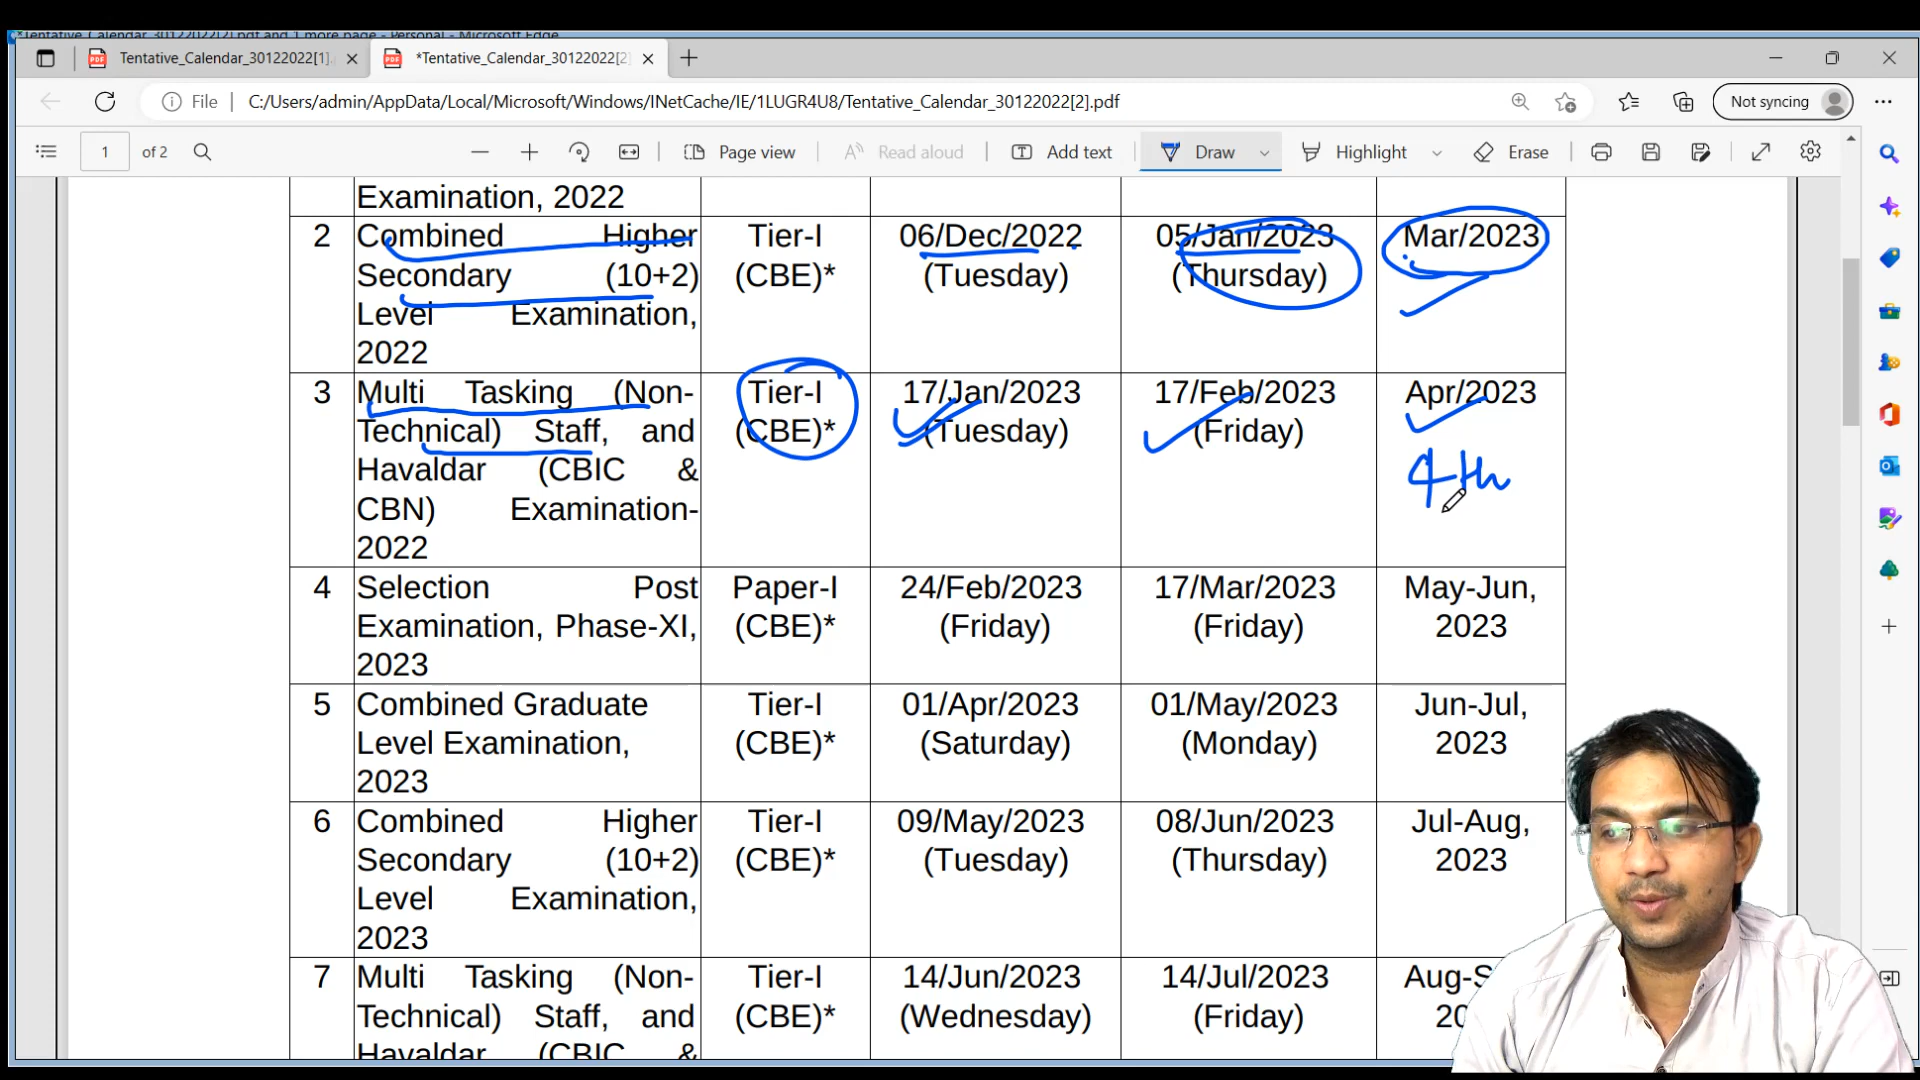 Tentative_Calendar_30122022[2].pdf and 1 more page - Personal - Microsoft Edge
Tentative_Calendar_30122022[1].
*Tentative_Calendar_30122022[2]
File
C:/Users/admin/AppData/Local/Microsoft/Windows/INetCache/IE/1LUGR4U8/Tentative_Calendar_30122022[2].pdf
Not syncing
1 of 2
Page view
Read aloud
Add text
Draw
Highlight
Erase
Examination, 2022
2 Combined Higher Tier-I 06/Dec/2022 05/Jan/2023 Mar/2023
Secondary (10+2) (CBE)* (Tuesday) (Thursday)
Level Examination,
2022
3 Multi Tasking (Non- Tier-I 17/Jan/2023 17/Feb/2023 Apr/2023
Technical) Staff, and (CBE)* (Tuesday) (Friday)
Havaldar (CBIC & 4th
CBN) Examination-
2022
4 Selection Post Paper-I 24/Feb/2023 17/Mar/2023 May-Jun,
Examination, Phase-XI, (CBE)* (Friday) (Friday) 2023
2023
5 Combined Graduate Tier-I 01/Apr/2023 01/May/2023 Jun-Jul,
Level Examination, (CBE)* (Saturday) (Monday) 2023
2023
6 Combined Higher Tier-I 09/May/2023 08/Jun/2023 Jul-Aug,
Secondary (10+2) (CBE)* (Tuesday) (Thursday) 2023
Level Examination,
2023
7 Multi Tasking (Non- Tier-I 14/Jun/2023 14/Jul/2023 Aug-S
Technical) Staff, and (CBE)* (Wednesday) (Friday) 20
Havaldar (CBIC &